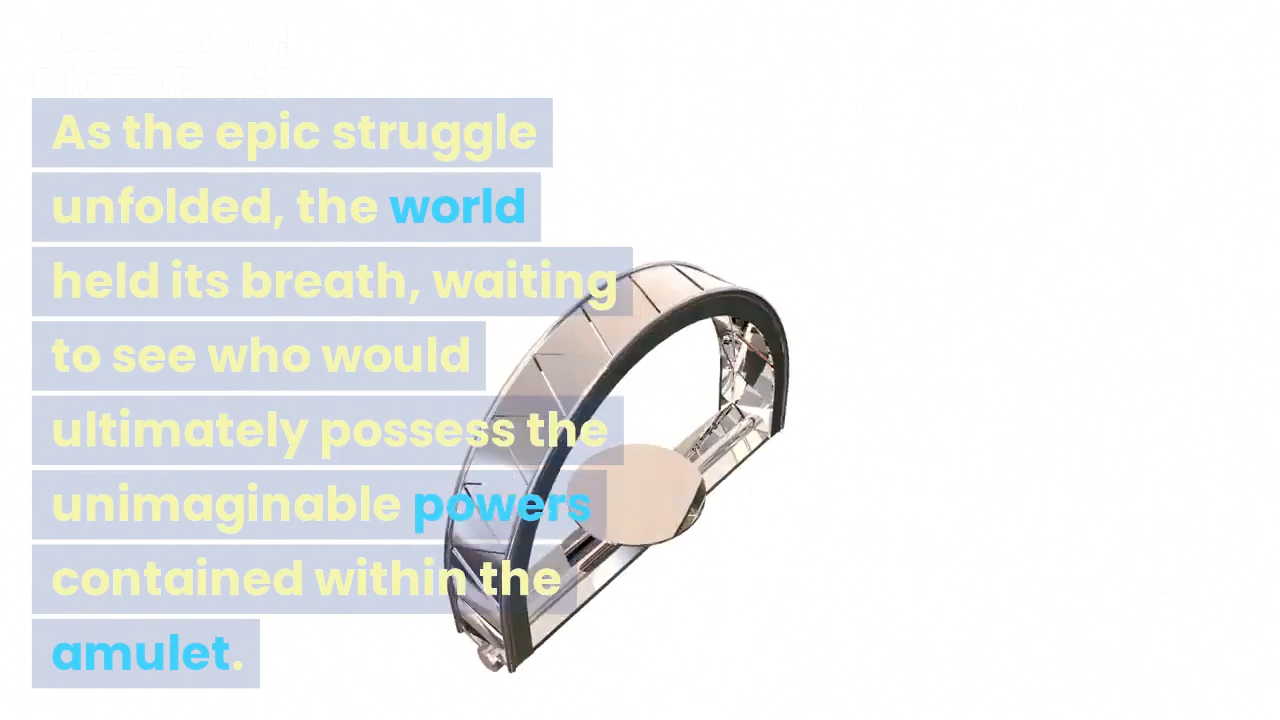 As the epic struggle
unfolded, the world
held its breath, waiting
to see who would
ultimately possess the
unimaginable powers
contained within the
amulet.